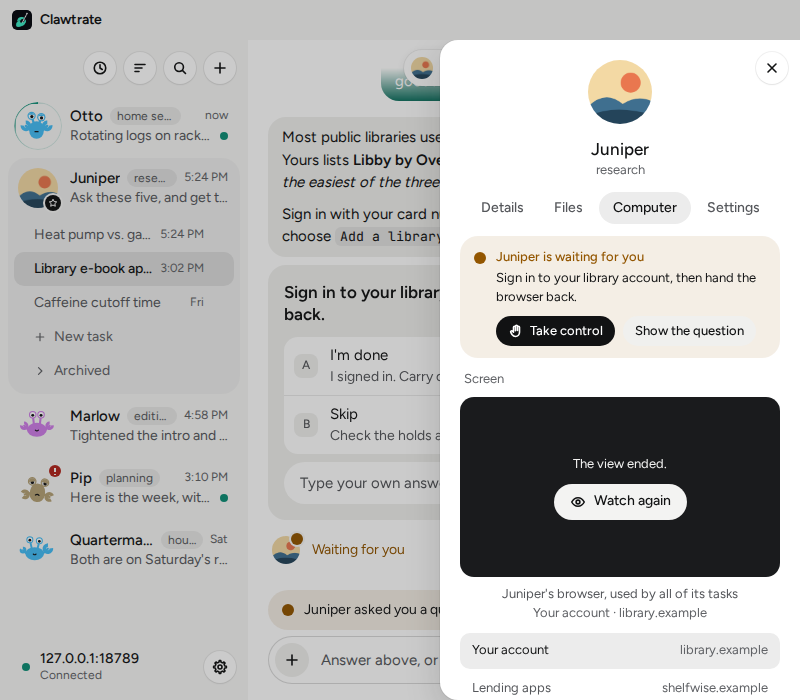 Clawtrate
Otto home se... now
Rotating logs on rack...
Juniper rese... 5:24 PM
Ask these five, and get t...
Heat pump vs. ga... 5:24 PM
Library e-book ap... 3:02 PM
Caffeine cutoff time Fri
New task
Archived
Marlow editi... 4:58 PM
Tightened the intro and ...
Pip planning 3:10 PM
Here is the week, wit...
Quarterma... hou... Sat
Both are on Saturday's r...
127.0.0.1:18789
Connected
Most public libraries use
Yours lists Libby by Ove
the easiest of the three
Sign in with your card
choose Add a library
Sign in to your library
back.
A I'm done
I signed in. Carry
B Skip
Check the holds a
Type your own answe
Waiting for you
Juniper asked you a qu
Answer above, or
Juniper
research
Details Files Computer Settings
Juniper is waiting for you
Sign in to your library account, then hand the
browser back.
Take control Show the question
Screen
The view ended.
Watch again
Juniper's browser, used by all of its tasks
Your account · library.example
Your account library.example
Lending apps shelfwise.example